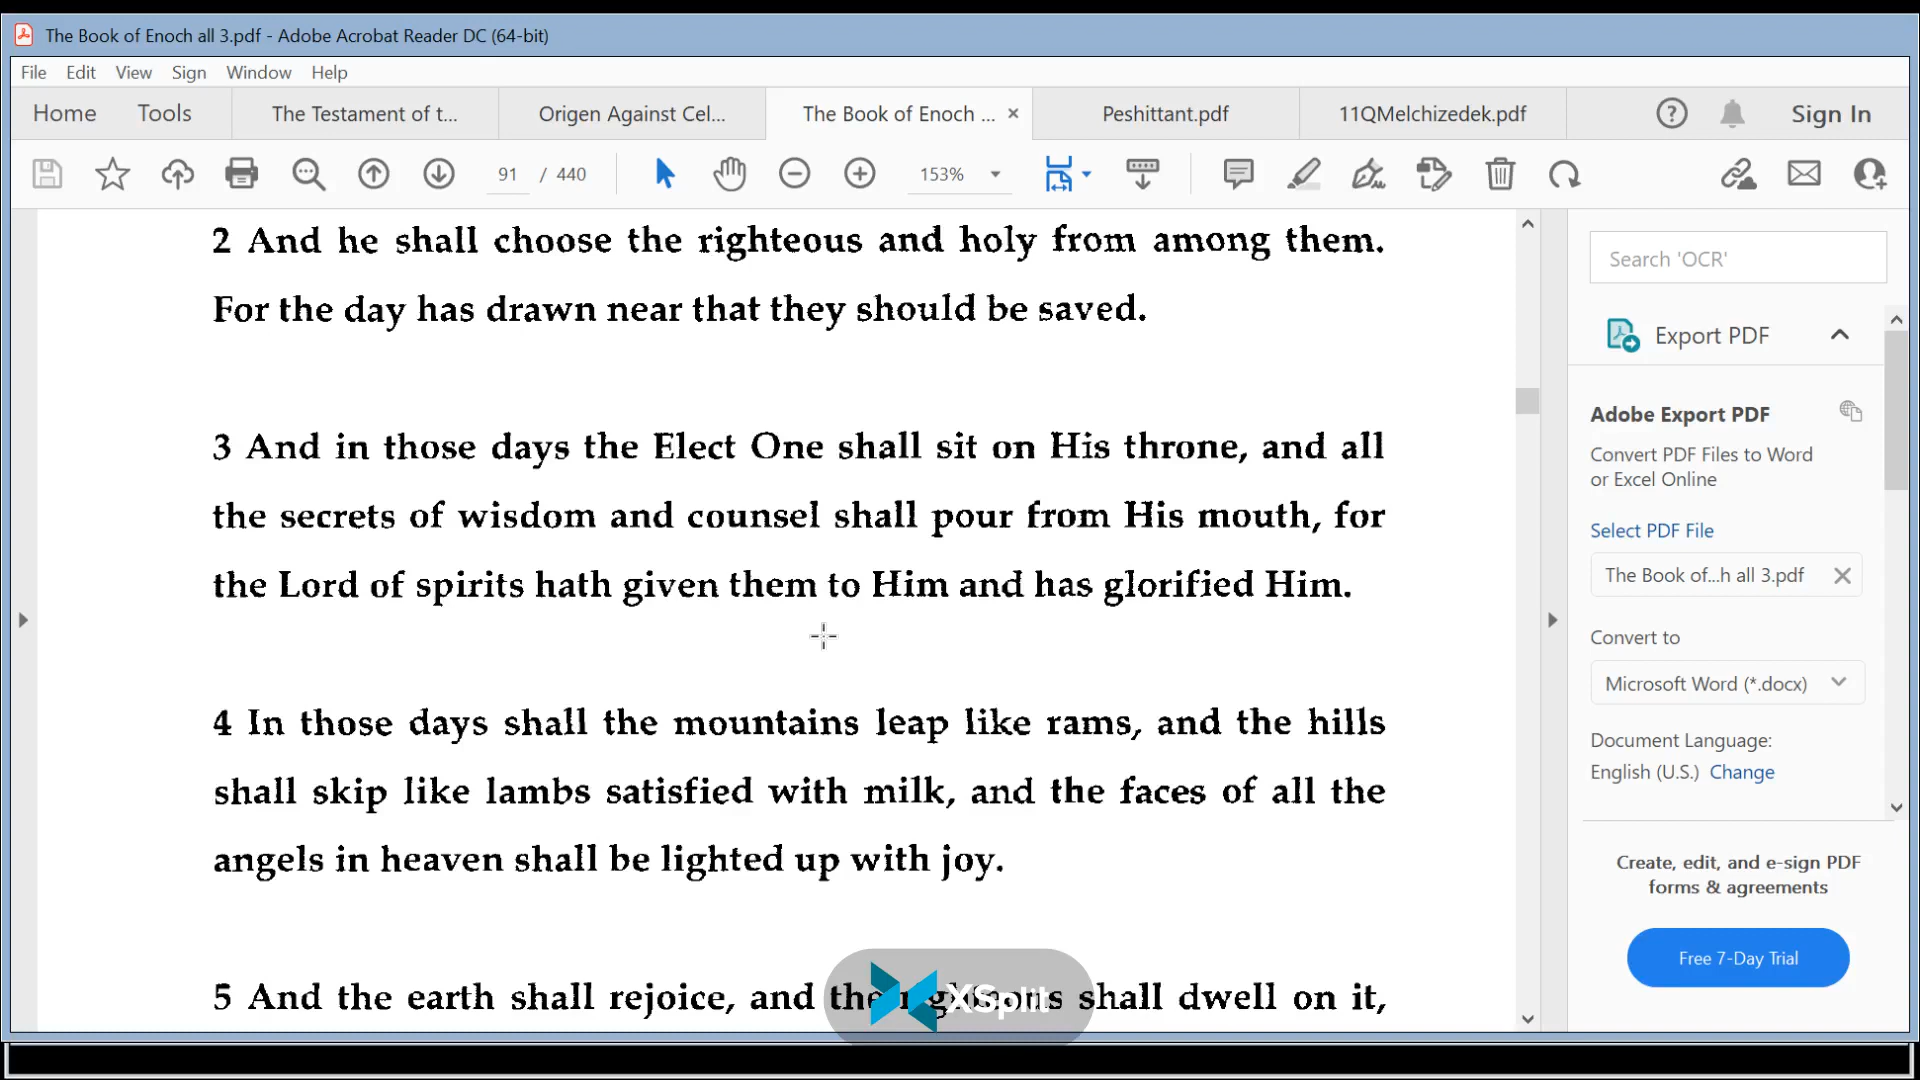 The Book of Enoch all 3.pdf - Adobe Acrobat Reader DC (64-bit)
File Edit View Sign Window Help
Home Tools The Testament of t... Origen Against Cel... The Book of Enoch ... Peshittant.pdf 11QMelchizedek.pdf Sign In
91 / 440 153%
2 And he shall choose the righteous and holy from among them.
For the day has drawn near that they should be saved.
3 And in those days the Elect One shall sit on His throne, and all
the secrets of wisdom and counsel shall pour from His mouth, for
the Lord of spirits hath given them to Him and has glorified Him.
4 In those days shall the mountains leap like rams, and the hills
shall skip like lambs satisfied with milk, and the faces of all the
angels in heaven shall be lighted up with joy.
5 And the earth shall rejoice, and the shall dwell on it,
XSplit
Search 'OCR'
Export PDF
Adobe Export PDF
Convert PDF Files to Word
or Excel Online
Select PDF File
The Book of...h all 3.pdf
Convert to
Microsoft Word (*.docx)
Document Language:
English (U.S.) Change
Create, edit, and e-sign PDF
forms & agreements
Free 7-Day Trial